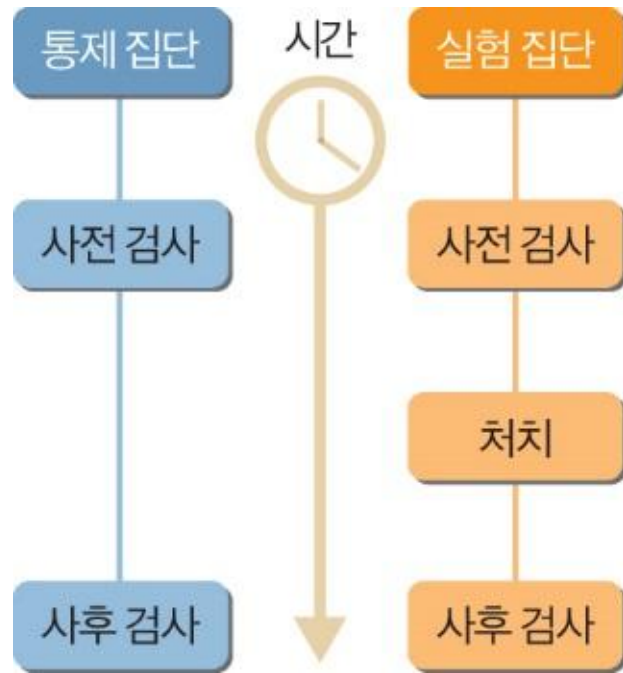 통제 집단
시간
실험 집단
사전 검사
사전 검사
처치
사후 검사
사후 검사